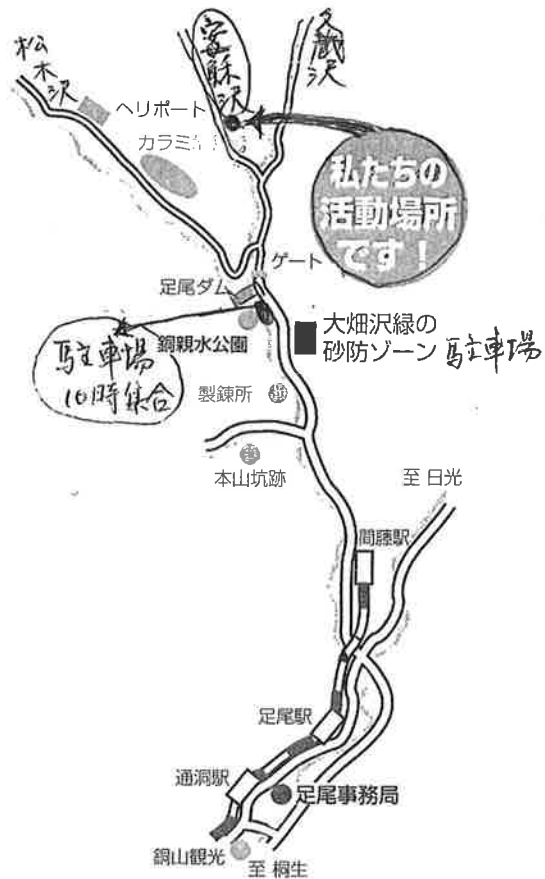 松木沢
安蘇沢
久蔵沢
ヘリポート
カラミ
私たちの
活動場所
です!
ゲート
足尾ダム
銅親水公園
大畑沢緑の
砂防ゾーン 駐車場
駐車場
10時集合
製錬所
本山坑跡
至 日光
間藤駅
足尾駅
通洞駅
足尾事務局
銅山観光
至 桐生